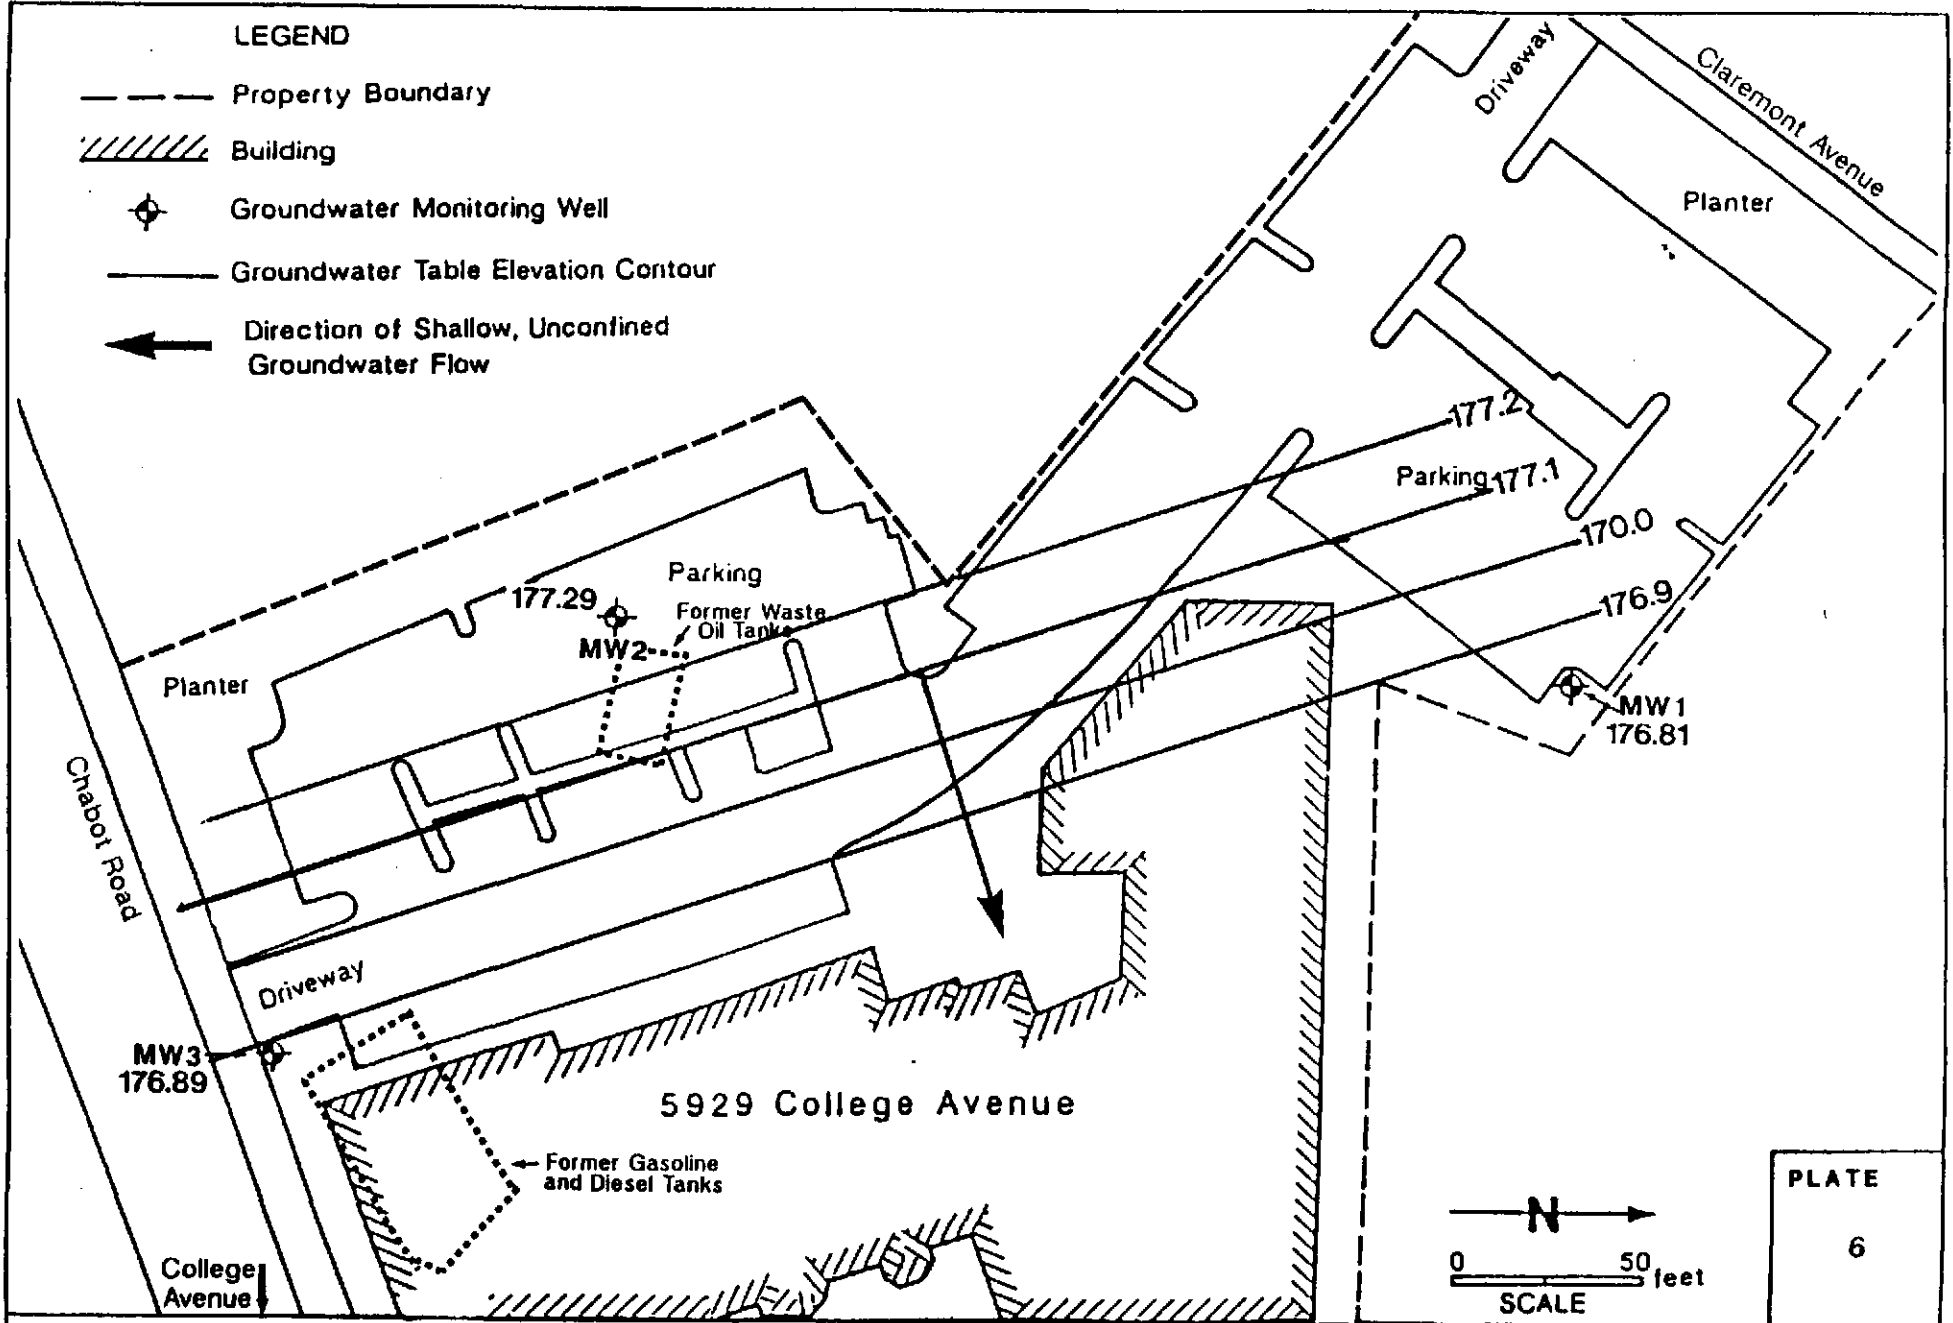 LEGEND
Property Boundary
Building
Groundwater Monitoring Well
Groundwater Table Elevation Contour
Direction of Shallow, Unconfined
Groundwater Flow
Driveway
Claremont Avenue
Planter
177.2
Parking
177.1
170.0
176.9
MW1
176.81
Parking
177.29
Former Waste
Oil Tanks
MW2
Planter
Chabot Road
Driveway
MW3
176.89
5929 College Avenue
Former Gasoline
and Diesel Tanks
College
Avenue
N
0 50 feet
SCALE
PLATE
6